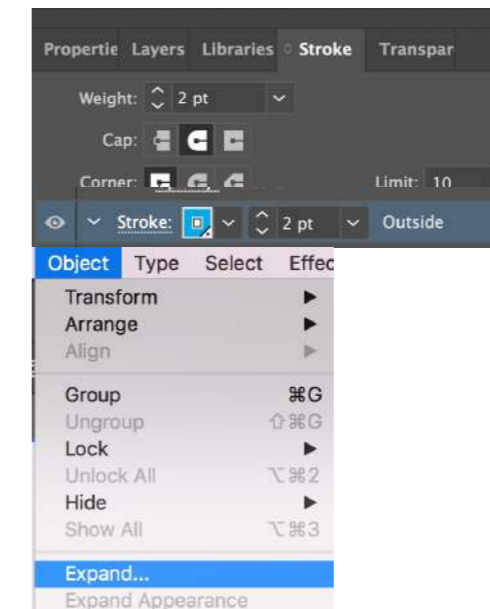 Propertie Layers Libraries Stroke Transpar
Weight: 2 pt
Cap:
Corner: Limit: 10
Stroke: 2 pt Outside
Object Type Select Effec
Transform
Arrange
Align
Group ⌘G
Ungroup ⇧⌘G
Lock
Unlock All ⌥⌘2
Hide
Show All ⌥⌘3
Expand...
Expand Appearance